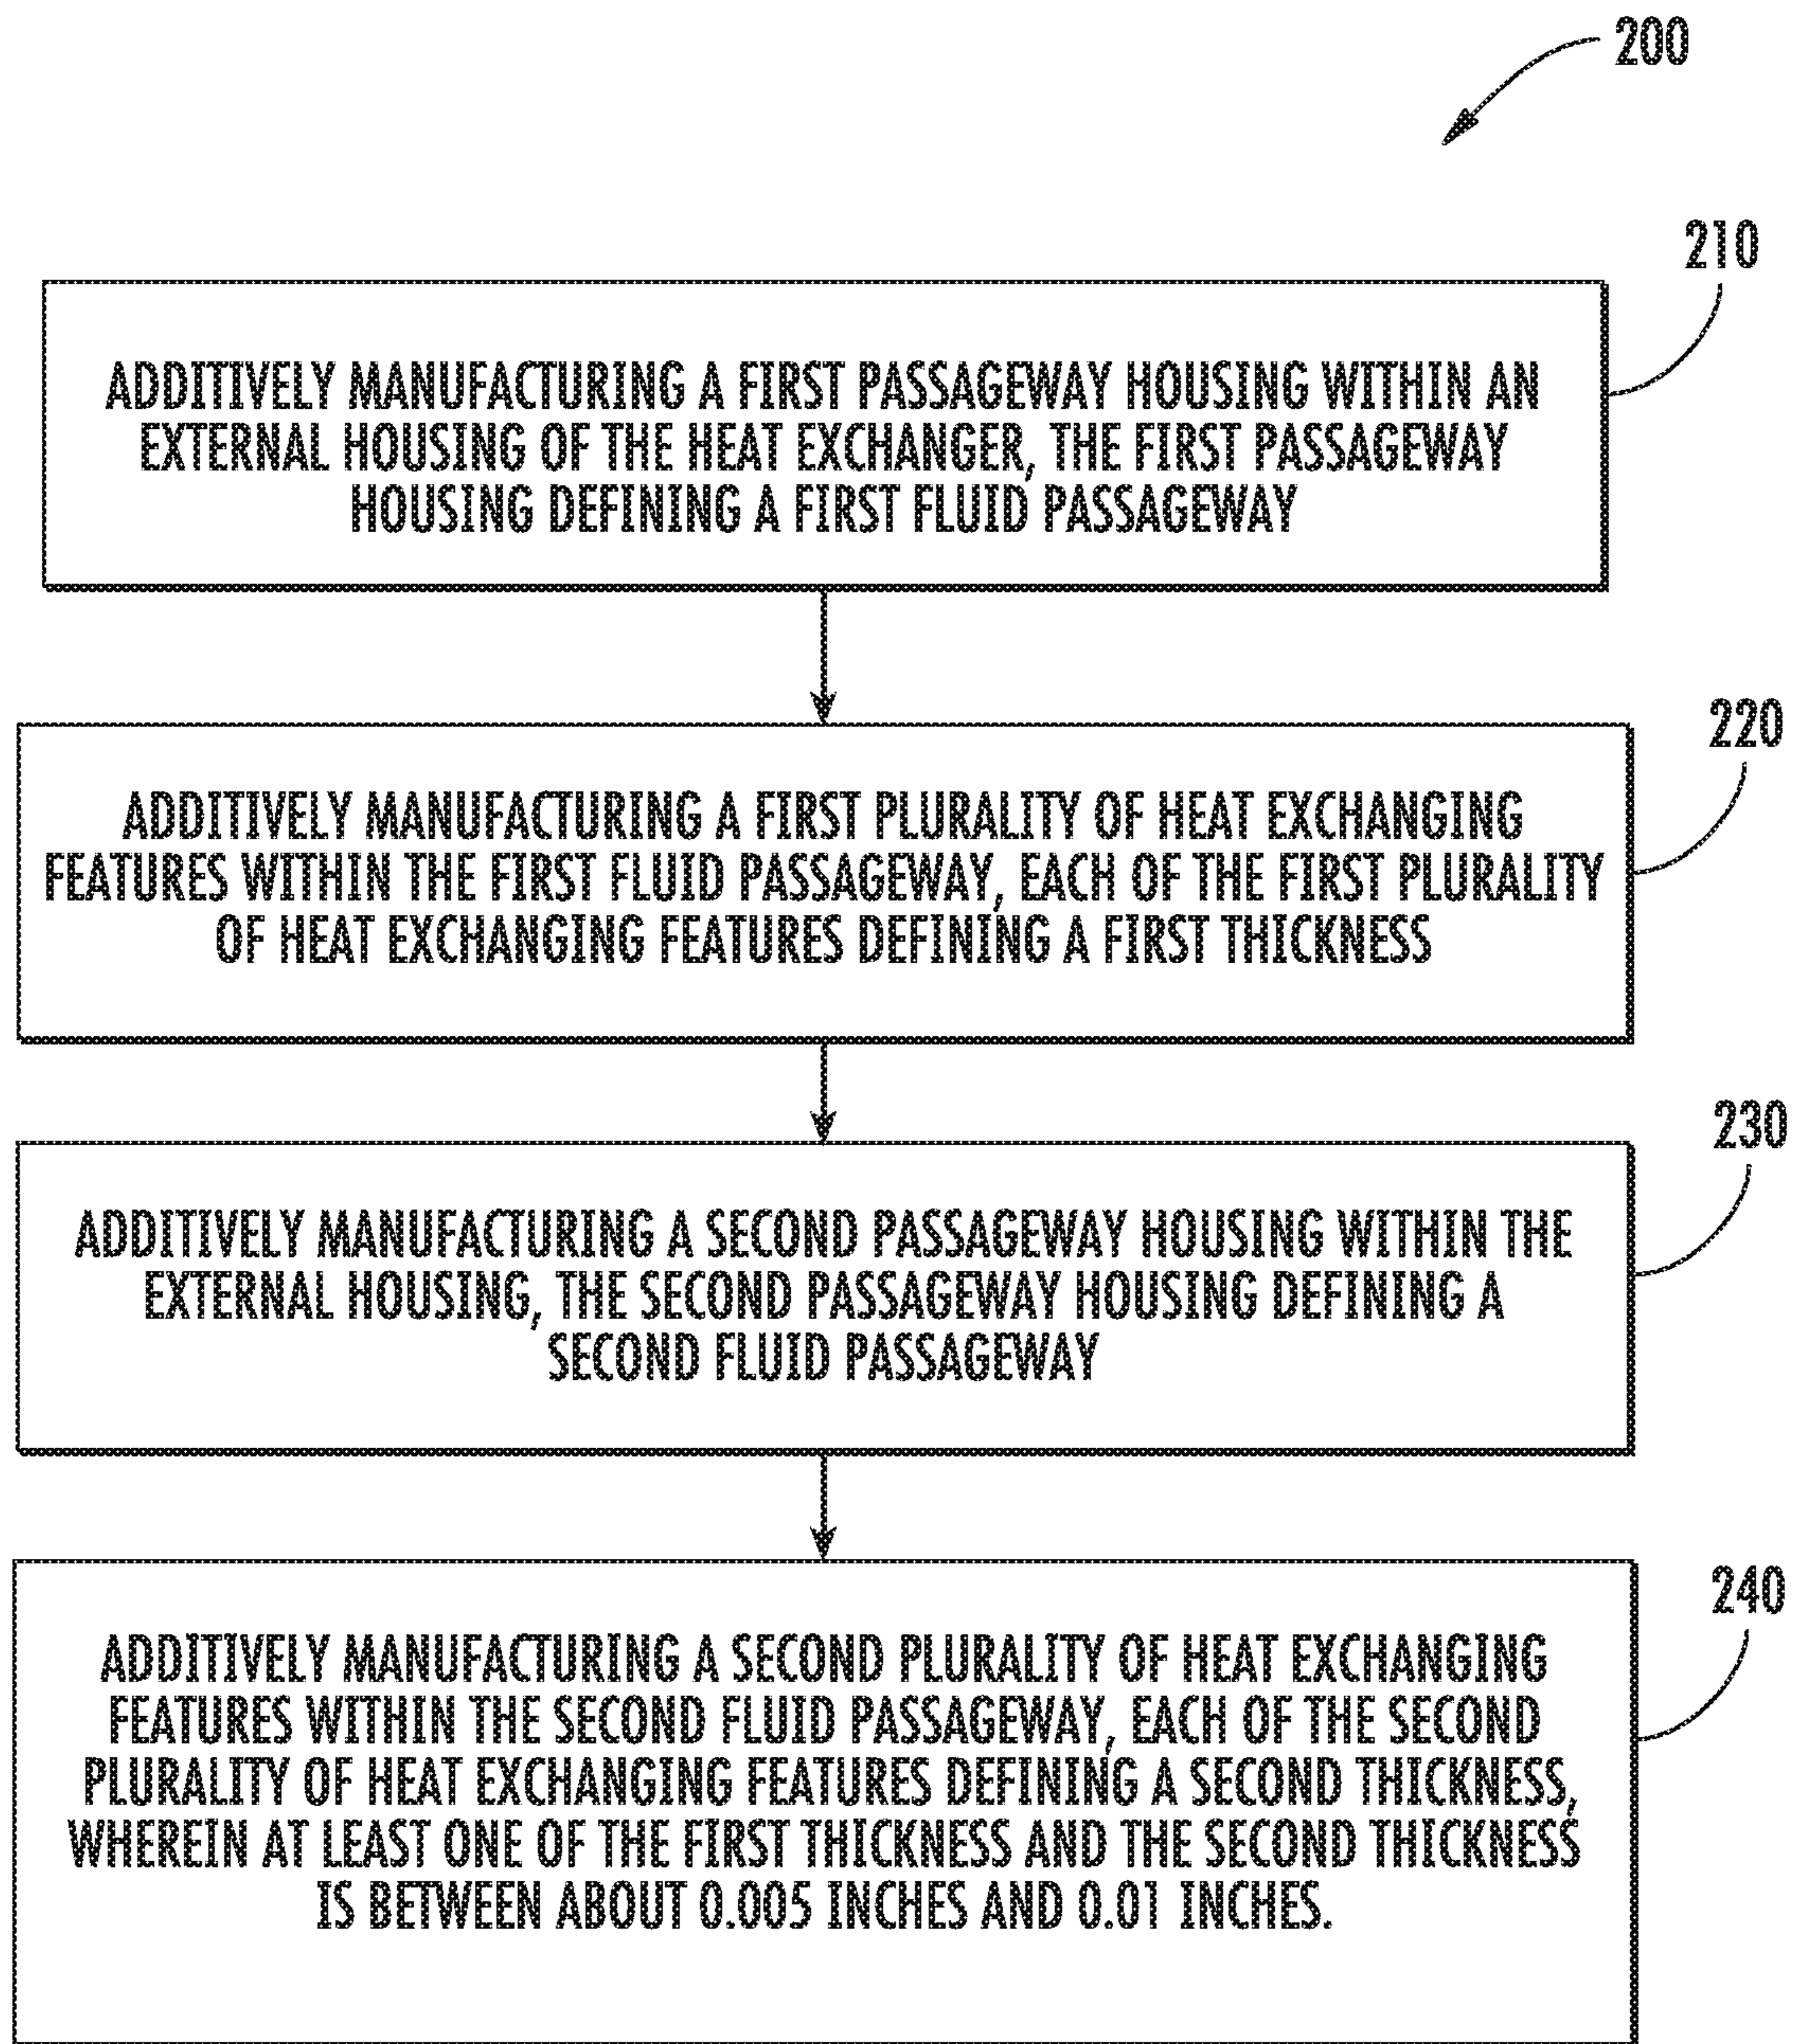 200
210
ADDITIVELY MANUFACTURING A FIRST PASSAGEWAY HOUSING WITHIN AN
EXTERNAL HOUSING OF THE HEAT EXCHANGER, THE FIRST PASSAGEWAY
HOUSING DEFINING A FIRST FLUID PASSAGEWAY
220
ADDITIVELY MANUFACTURING A FIRST PLURALITY OF HEAT EXCHANGING
FEATURES WITHIN THE FIRST FLUID PASSAGEWAY, EACH OF THE FIRST PLURALITY
OF HEAT EXCHANGING FEATURES DEFINING A FIRST THICKNESS
230
ADDITIVELY MANUFACTURING A SECOND PASSAGEWAY HOUSING WITHIN THE
EXTERNAL HOUSING, THE SECOND PASSAGEWAY HOUSING DEFINING A
SECOND FLUID PASSAGEWAY
240
ADDITIVELY MANUFACTURING A SECOND PLURALITY OF HEAT EXCHANGING
FEATURES WITHIN THE SECOND FLUID PASSAGEWAY, EACH OF THE SECOND
PLURALITY OF HEAT EXCHANGING FEATURES DEFINING A SECOND THICKNESS,
WHEREIN AT LEAST ONE OF THE FIRST THICKNESS AND THE SECOND THICKNESS
IS BETWEEN ABOUT 0.005 INCHES AND 0.01 INCHES.